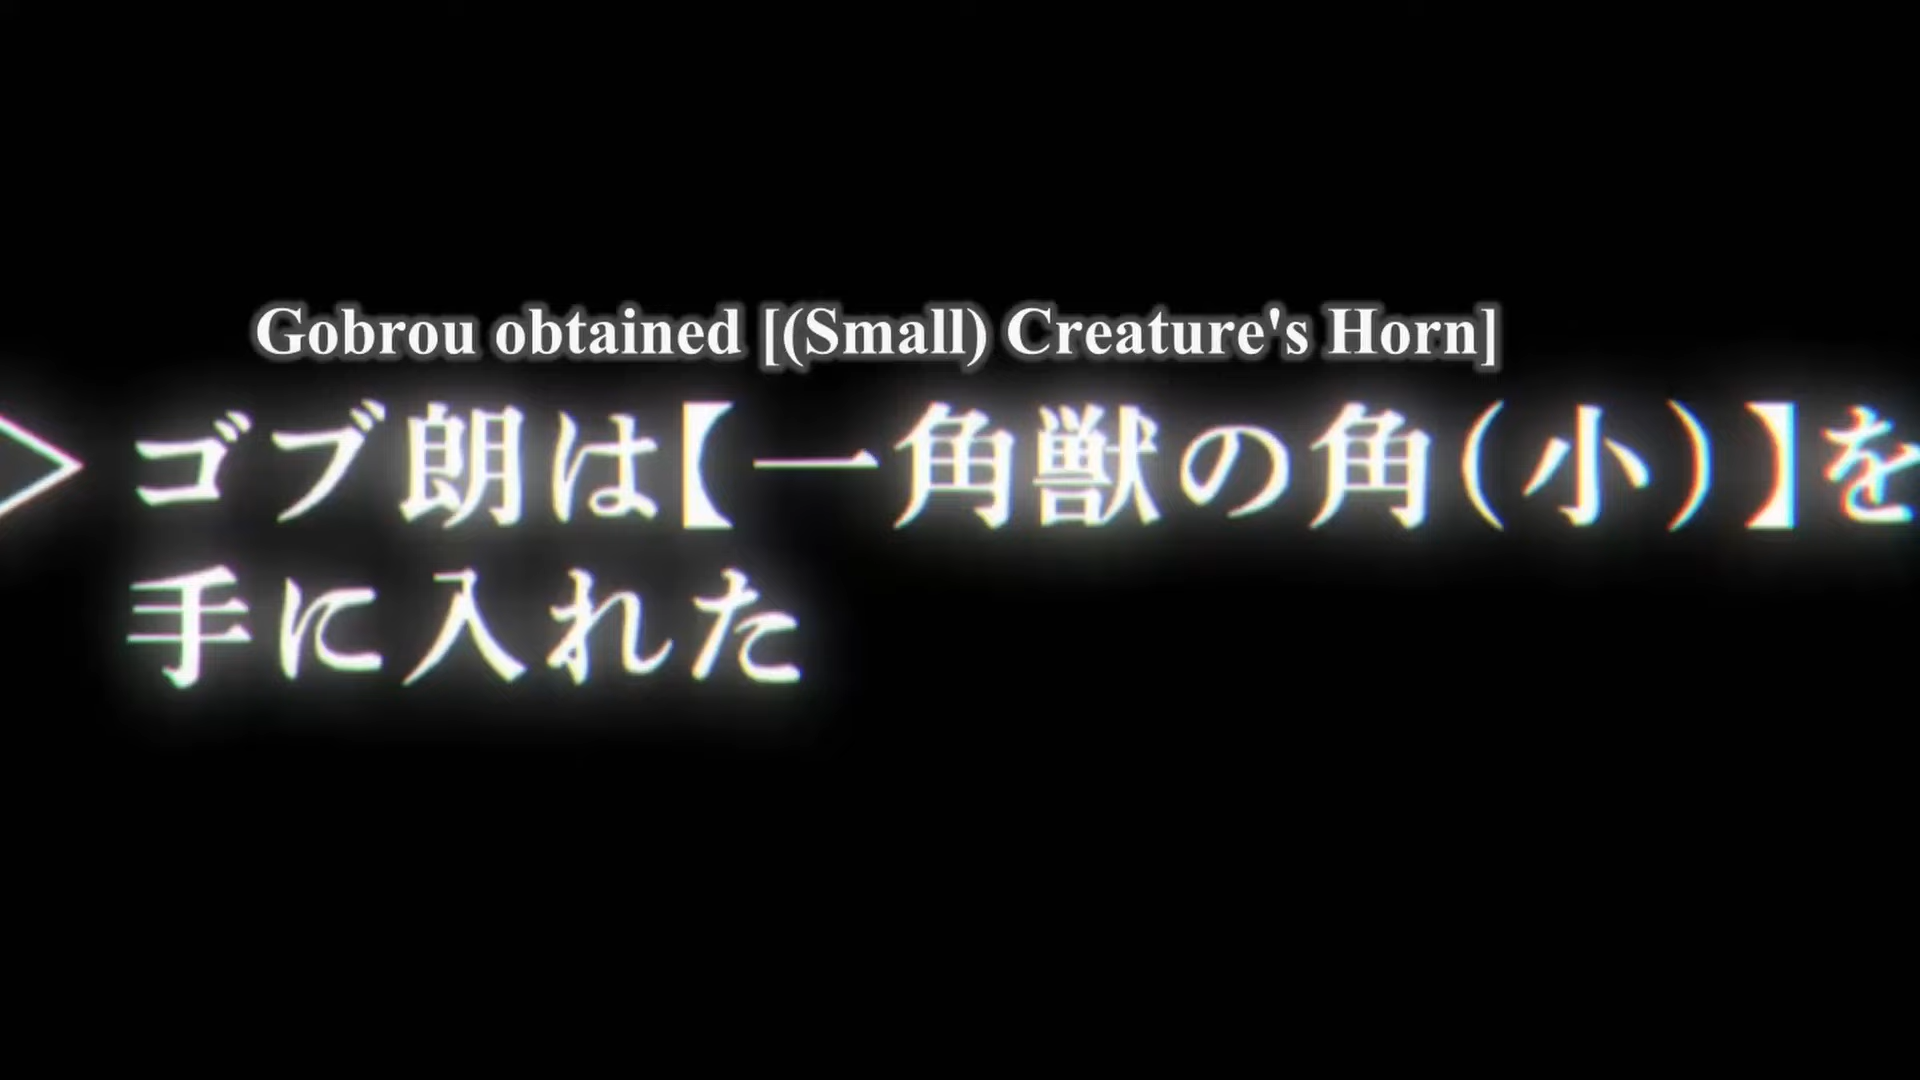 Gobrou obtained [(Small) Creature's Horn]
＞ゴブ朗は【一角獣の角(小)】を
手に入れた